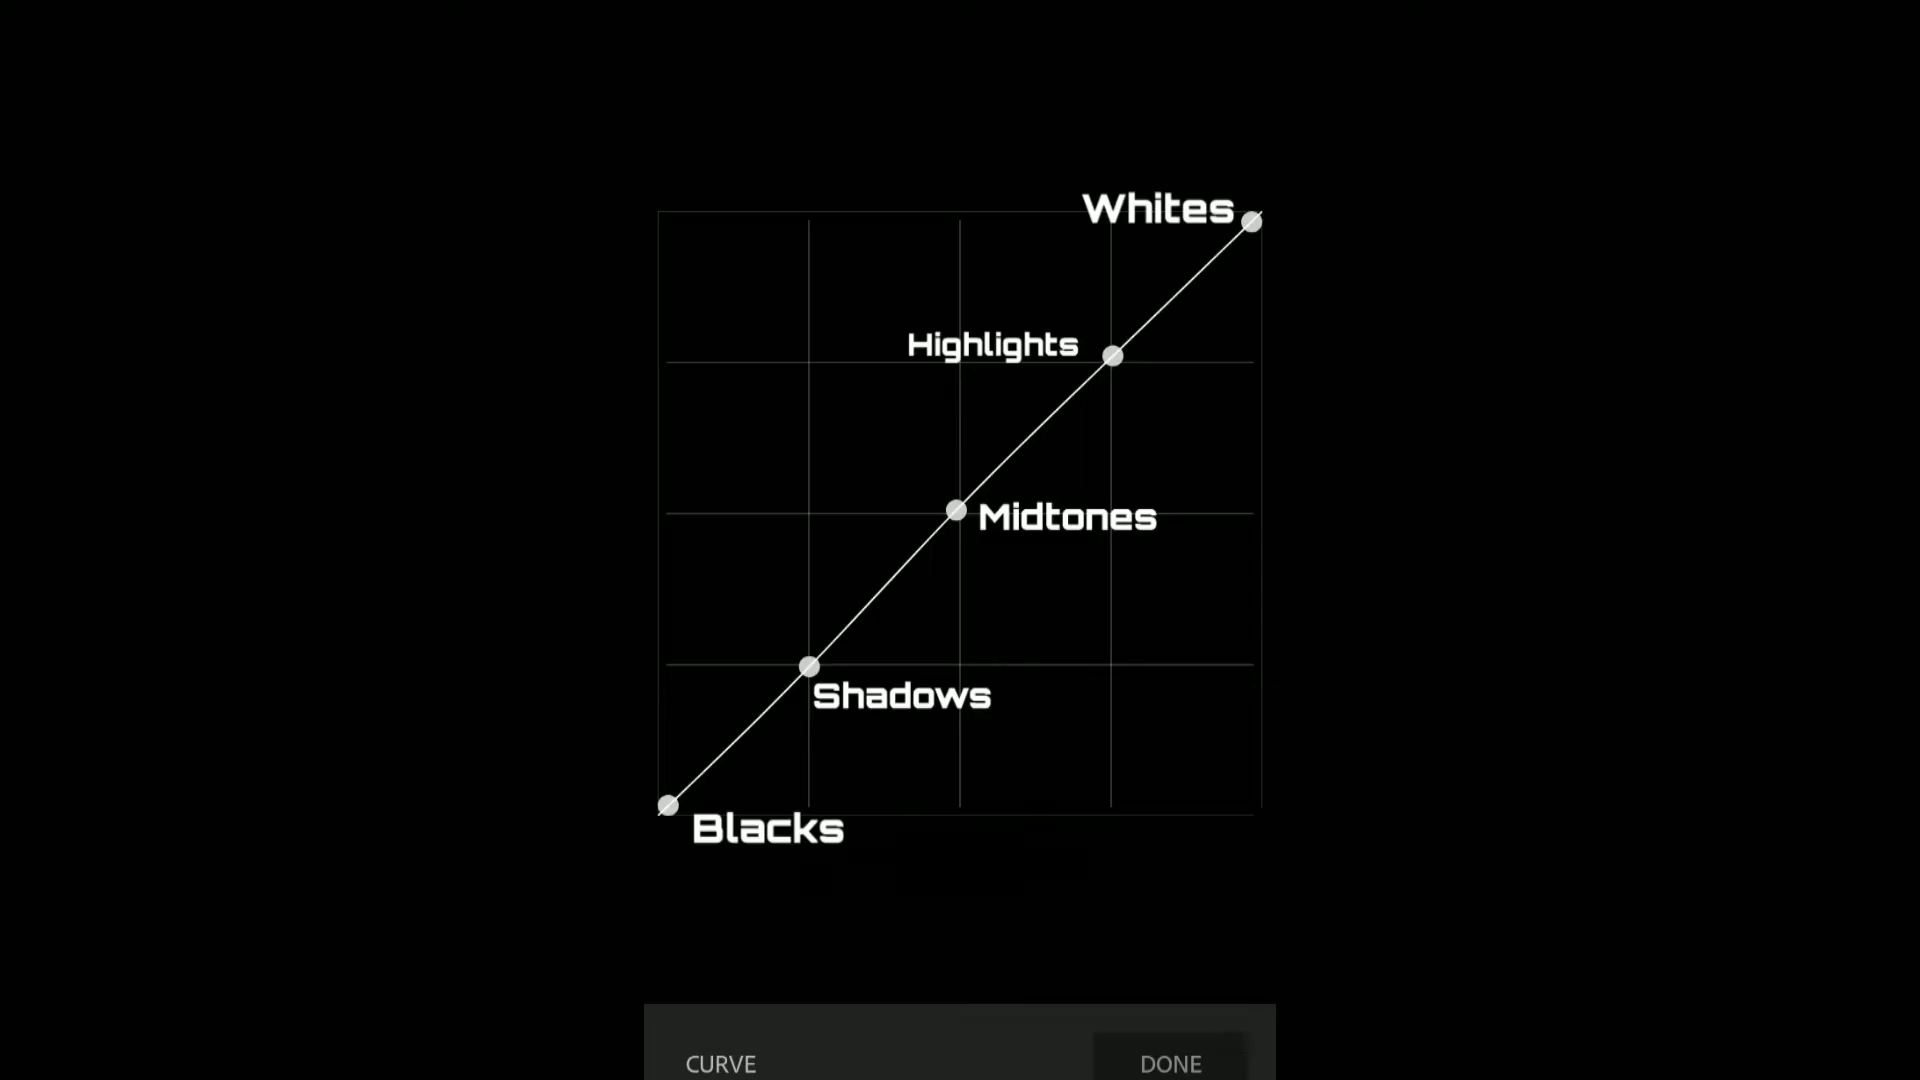 Whites
Highlights
Midtones
Shadows
Blacks
CURVE
DONE